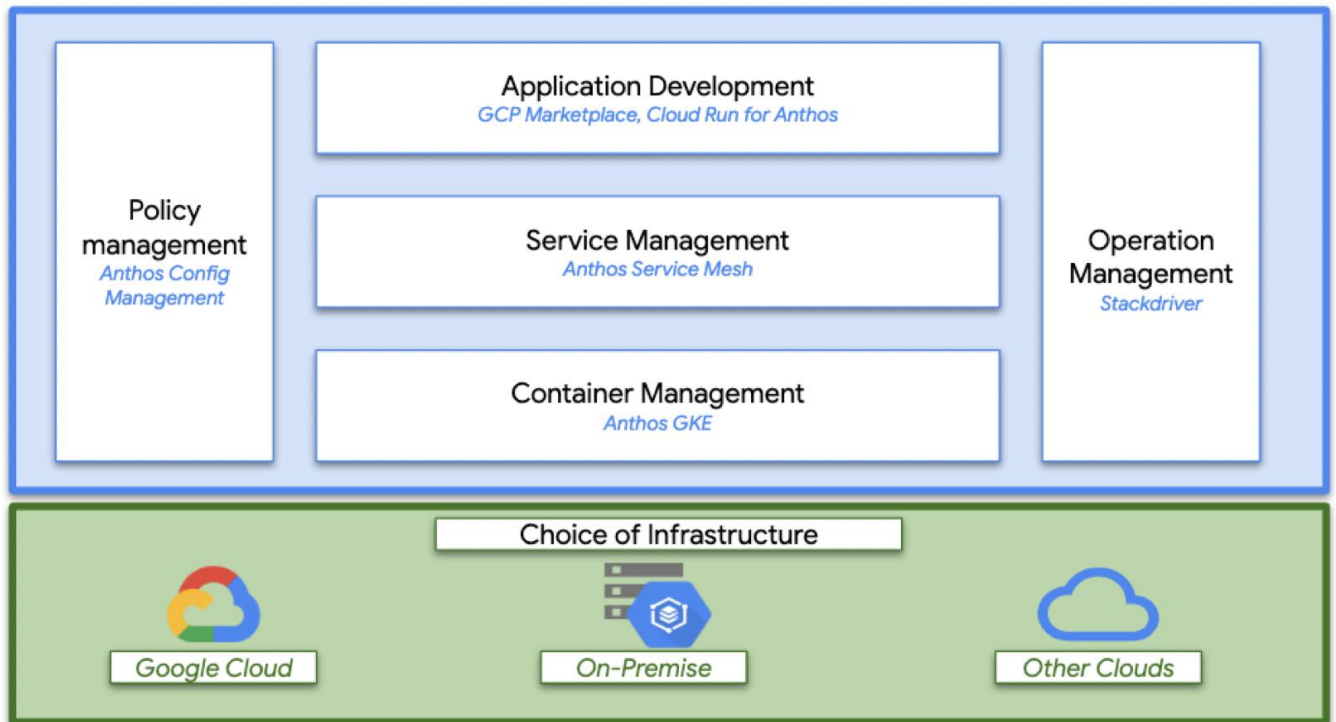 Application Development
GCP Marketplace, Cloud Run for Anthos
Policy
management
Anthos Config
Management
Service Management
Anthos Service Mesh
Operation
Management
Stackdriver
Container Management
Anthos GKE
Choice of Infrastructure
Google Cloud
On-Premise
Other Clouds